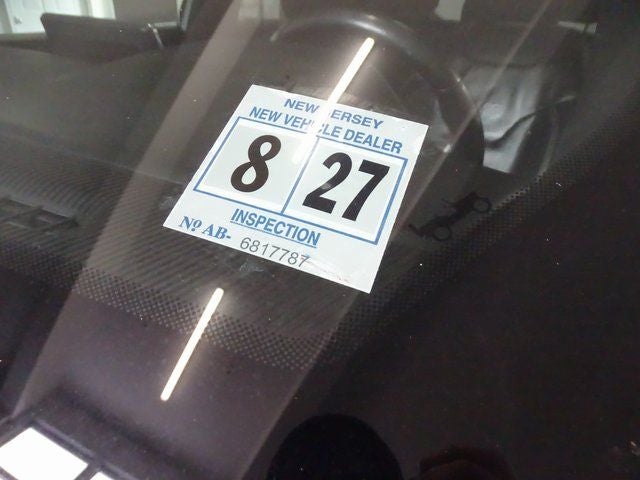 NEW JERSEY
NEW VEHICLE DEALER
8 27
INSPECTION
Nº AB- 6817787